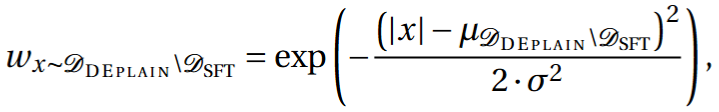 w_{x∼𝒟_{DEPLAIN}\𝒟_{SFT}} = exp(−(|x| − μ_{𝒟_{DEPLAIN}\𝒟_{SFT}})² / (2 · σ²)),